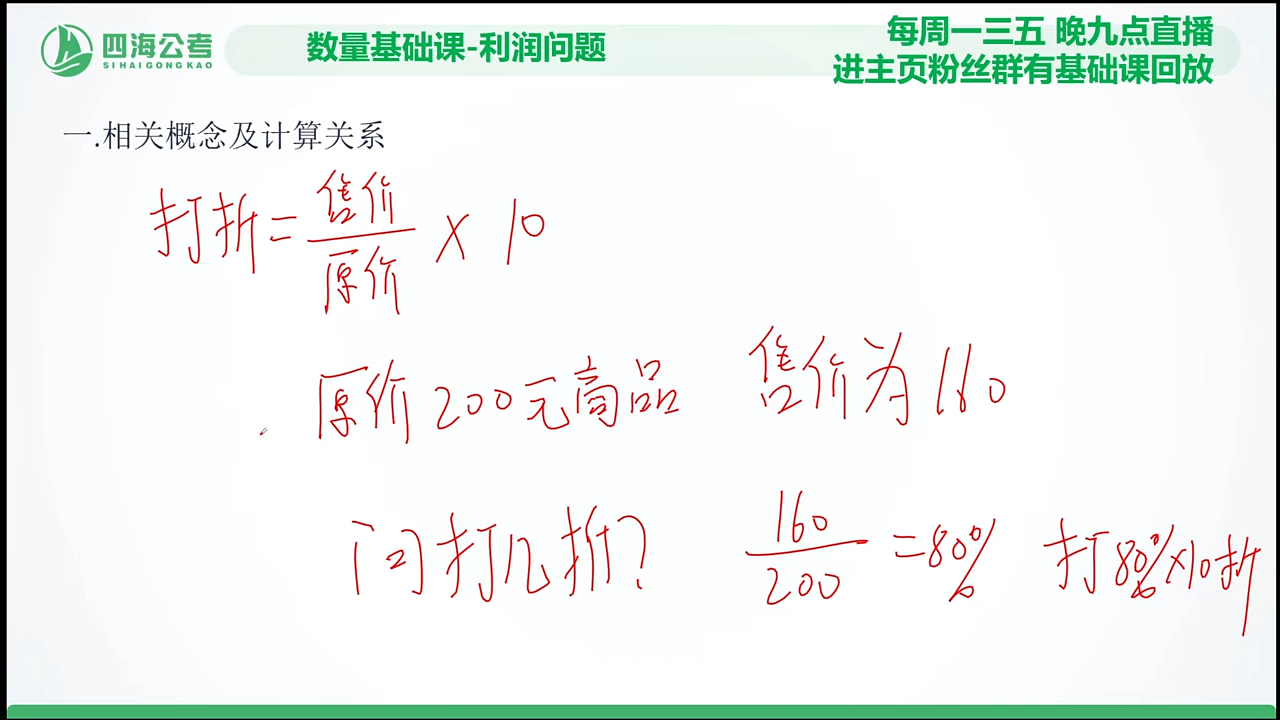 四海公考
SIHAIGONGKAO
数量基础课-利润问题
每周一三五 晚九点直播
进主页粉丝群有基础课回放
一.相关概念及计算关系
打折=售价/原价×10
原价200元商品 售价为160
问打几折? 160/200=80% 打80%×10折